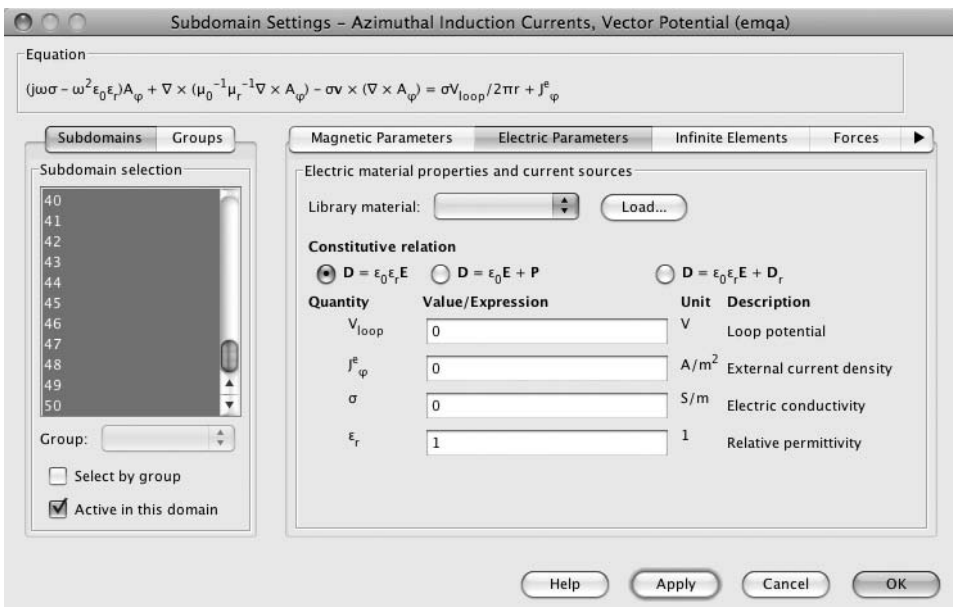 Subdomain Settings – Azimuthal Induction Currents, Vector Potential (emqa)
Equation
(jωσ – ω²ε₀εᵣ)A_φ + ∇ × (μ₀⁻¹μᵣ⁻¹∇ × A_φ) – σv × (∇ × A_φ) = σV_loop/2πr + Jᵉ_φ
Subdomains Groups
Subdomain selection
40
41
42
43
44
45
46
47
48
49
50
Group:
Select by group
Active in this domain
Magnetic Parameters Electric Parameters Infinite Elements Forces
Electric material properties and current sources
Library material: Load...
Constitutive relation
D = ε₀εᵣE D = ε₀E + P D = ε₀εᵣE + Dᵣ
Quantity Value/Expression Unit Description
V_loop 0 V Loop potential
Jᵉ_φ 0 A/m² External current density
σ 0 S/m Electric conductivity
εᵣ 1 1 Relative permittivity
Help Apply Cancel OK